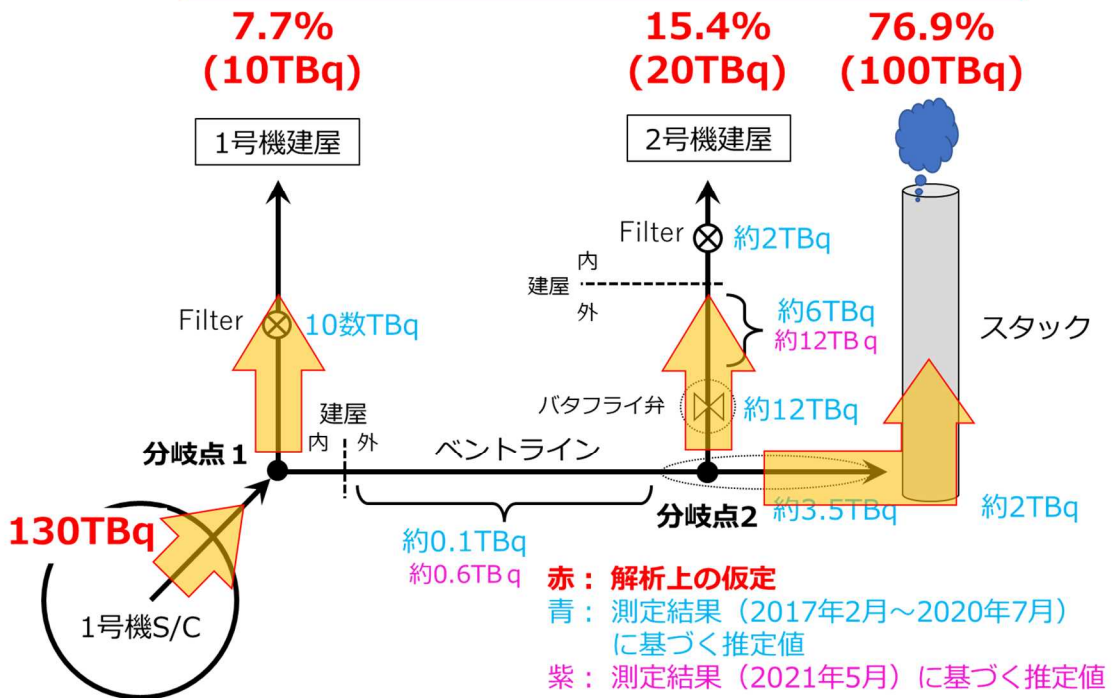 7.7%
(10TBq)
15.4%
(20TBq)
76.9%
(100TBq)
1号機建屋
2号機建屋
Filter
約2TBq
内
建屋
外
Filter
10数TBq
約6TBq
約12TBq
スタック
バタフライ弁
約12TBq
建屋
内
外
分岐点1
ベントライン
分岐点2
約3.5TBq
約2TBq
130TBq
1号機S/C
約0.1TBq
約0.6TBq
赤： 解析上の仮定
青： 測定結果（2017年2月～2020年7月）
に基づく推定値
紫： 測定結果（2021年5月）に基づく推定値